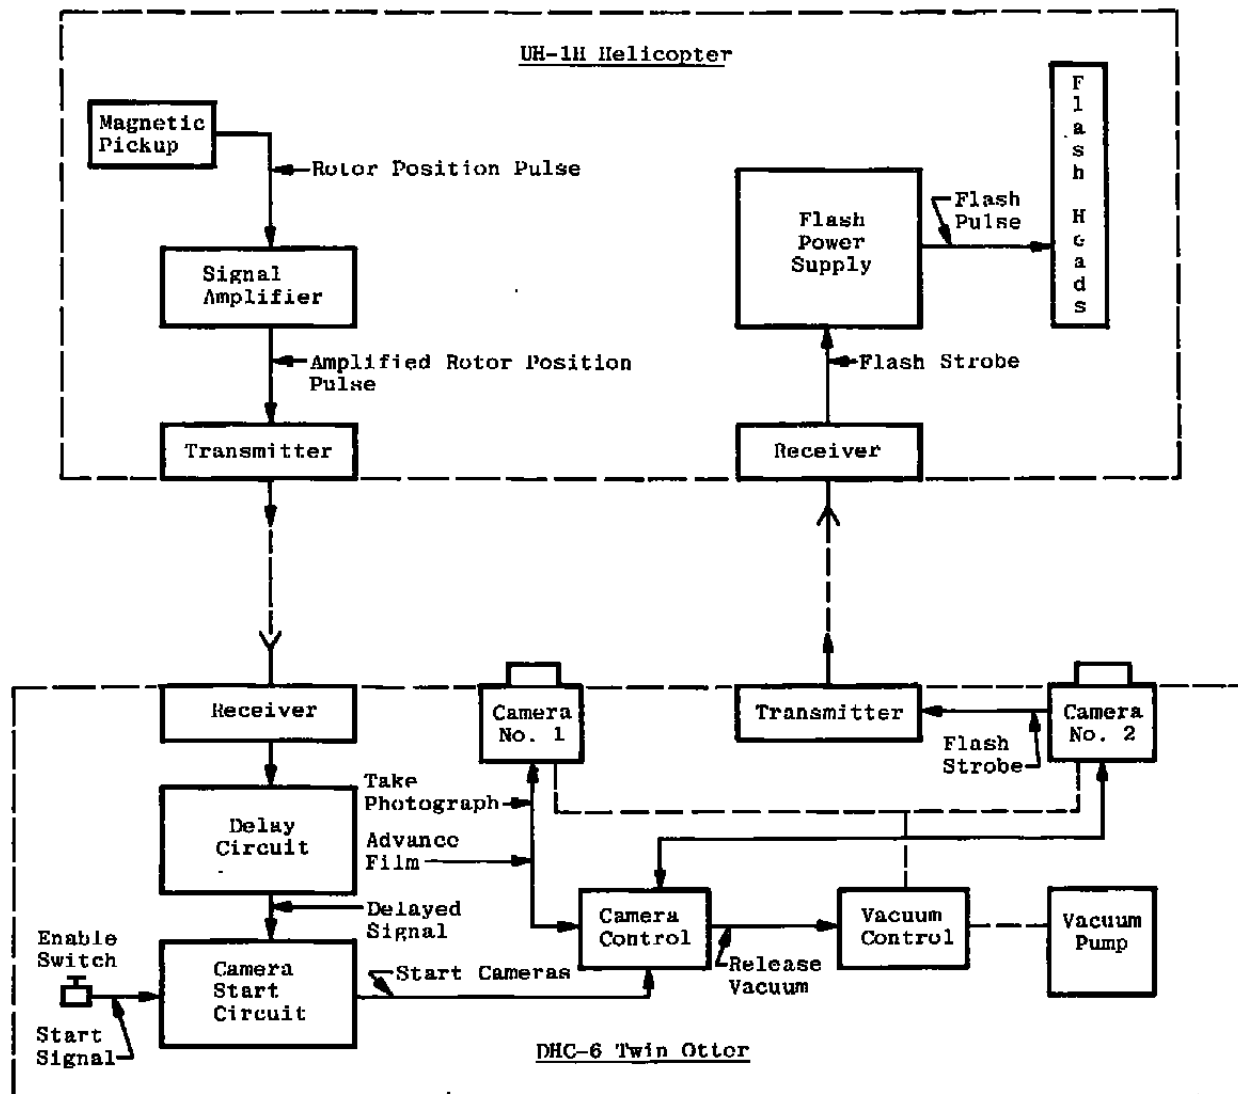 UH-1H Helicopter
Magnetic
Pickup
Rotor Position Pulse
Signal
Amplifier
Amplified Rotor Position
Pulse
Transmitter
Flash
Power
Supply
Flash
Pulse
Flash Heads
Flash Strobe
Receiver
Receiver
Camera
No. 1
Transmitter
Camera
No. 2
Flash
Strobe
Take
Photograph
Delay
Circuit
Advance
Film
Delayed
Signal
Camera
Control
Vacuum
Control
Vacuum
Pump
Enable
Switch
Camera
Start
Circuit
Start Cameras
Release
Vacuum
Start
Signal
DHC-6 Twin Otter